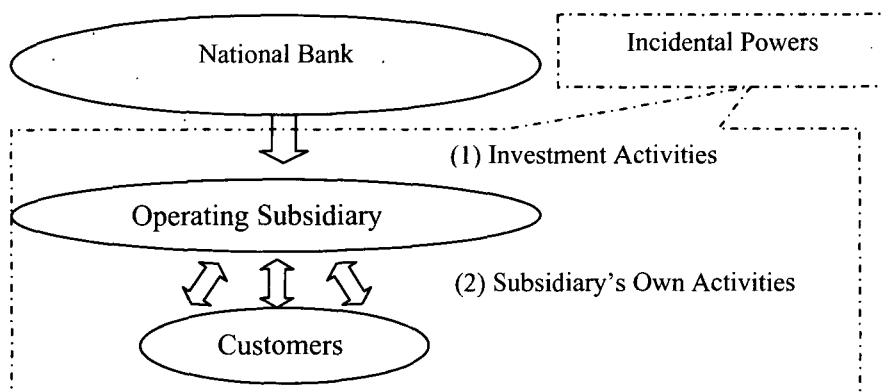 National Bank
Incidental Powers
(1) Investment Activities
Operating Subsidiary
(2) Subsidiary's Own Activities
Customers